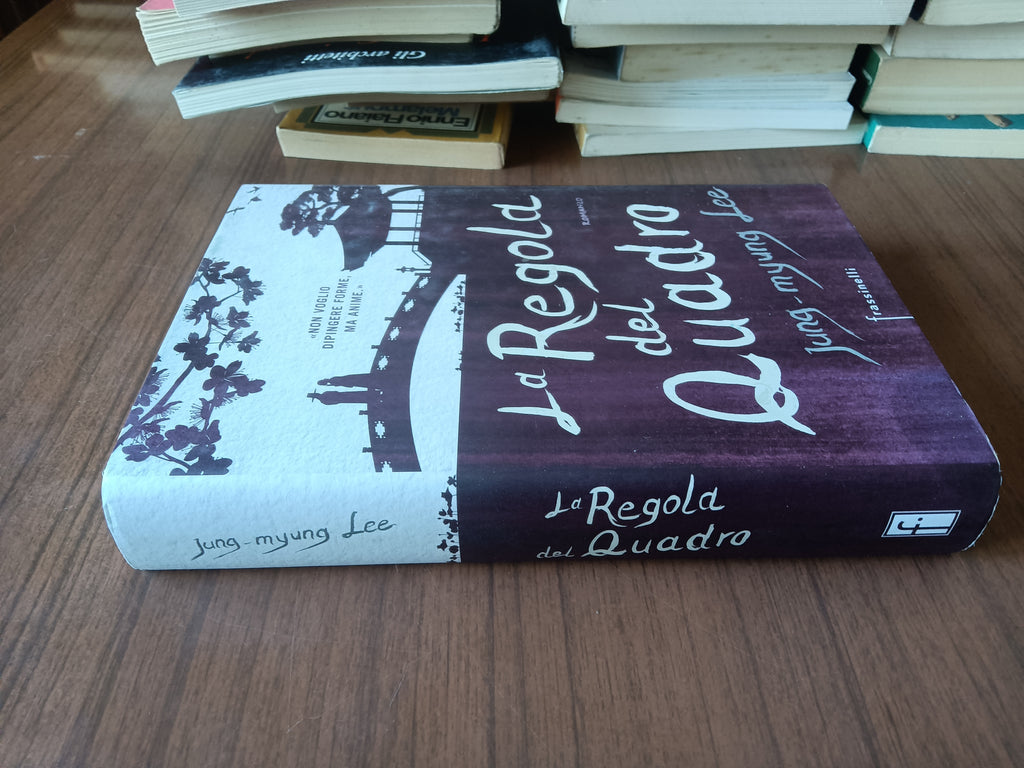 Gli architetti
Ennio Flaiano
«NON VOGLIO
DIPINGERE FORME,
MA ANIME.»
La Regola
del
Quadro
ROMANZO
Jung-myung Lee
frassinelli
Jung-myung Lee
La Regola
del Quadro